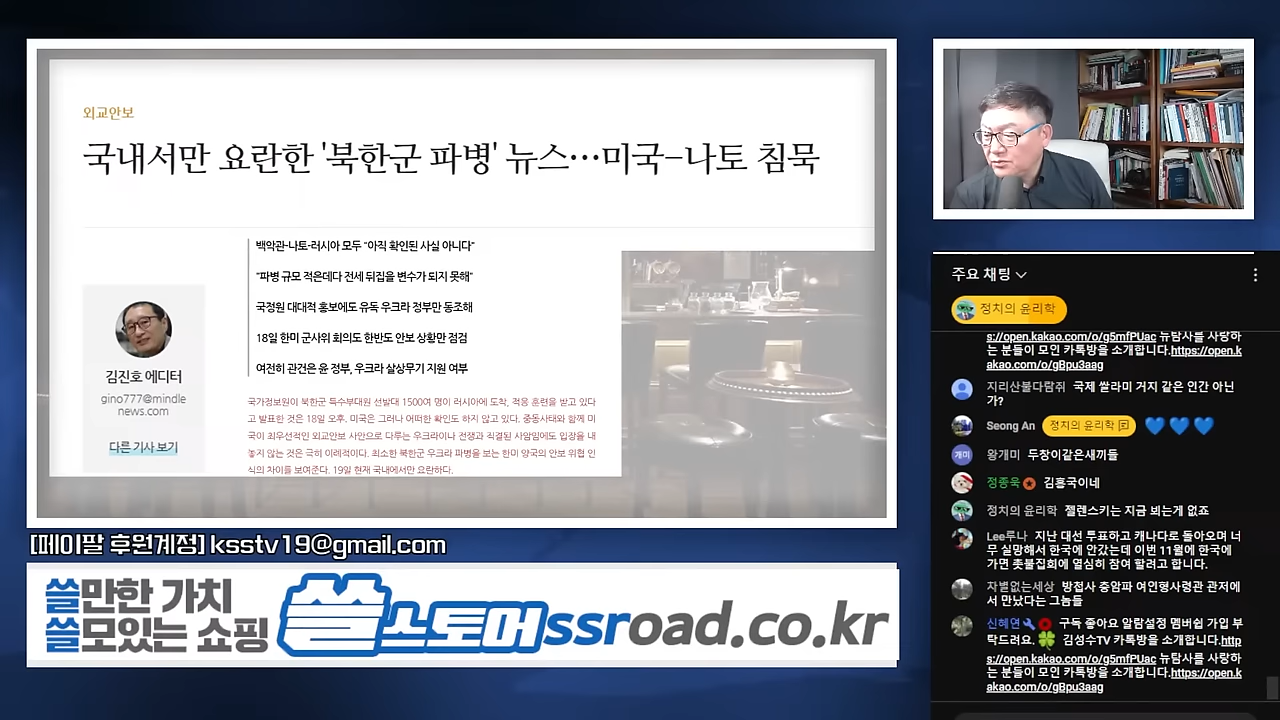 외교안보
국내서만 요란한 '북한군 파병' 뉴스…미국-나토 침묵
백악관-나토-러시아 모두 "아직 확인된 사실 아니다"
"파병 규모 적은데다 전세 뒤집을 변수가 되지 못해"
국정원 대대적 홍보에도 유독 우크라 정부만 동조해
18일 한미 군사위 회의도 한반도 안보 상황만 점검
여전히 관건은 윤 정부, 우크라 살상무기 지원 여부
김진호 에디터
gino777@mindle
news.com
다른 기사 보기
국가정보원이 북한군 특수부대원 선발대 1500여 명이 러시아에 도착, 적응 훈련을 받고 있다
고 발표한 것은 18일 오후. 미국은 그러나 어떠한 확인도 하지 않고 있다. 중동사태와 함께 미
국이 최우선적인 외교안보 사안으로 다루는 우크라이나 전쟁과 직결된 사암임에도 입장을 내
놓지 않는 것은 극히 이례적이다. 최소한 북한군 우크라 파병을 보는 한미 양국의 안보 위협 인
식의 차이를 보여준다. 19일 현재 국내에서만 요란하다.
[페이팔 후원계정] ksstv19@gmail.com
쓸만한 가치
쓸모있는 쇼핑
쓸스토어ssroad.co.kr
주요 채팅
정치의 윤리학
s://open.kakao.com/o/g5mfPUac 뉴탐사를 사랑하
는 분들이 모인 카톡방을 소개합니다.https://open.k
akao.com/o/gBpu3aag
지리산불다람쥐 국제 쌀라미 거지 같은 인간 아닌
가?
Seong An 정치의 윤리학 💙💙💙
개미 왕개미 두창이같은새끼들
정종욱 김흥국이네
정치의 윤리학 젤렌스키는 지금 뵈는게 없죠
Lee루나 지난 대선 투표하고 캐나다로 돌아오며 너
무 실망해서 한국에 안갔는데 이번 11월에 한국에
가면 촛불집회에 열심히 참여 할려고 합니다.
차별없는세상 방첩사 충암파 여인형사령관 관저에
서 만났다는 그놈들
신혜연🔧 구독 좋아요 알람설정 멤버쉽 가입 부
탁드려요.🍀 김성수TV 카톡방을 소개합니다.http
s://open.kakao.com/o/g5mfPUac 뉴탐사를 사랑하
는 분들이 모인 카톡방을 소개합니다.https://open.k
akao.com/o/gBpu3aag